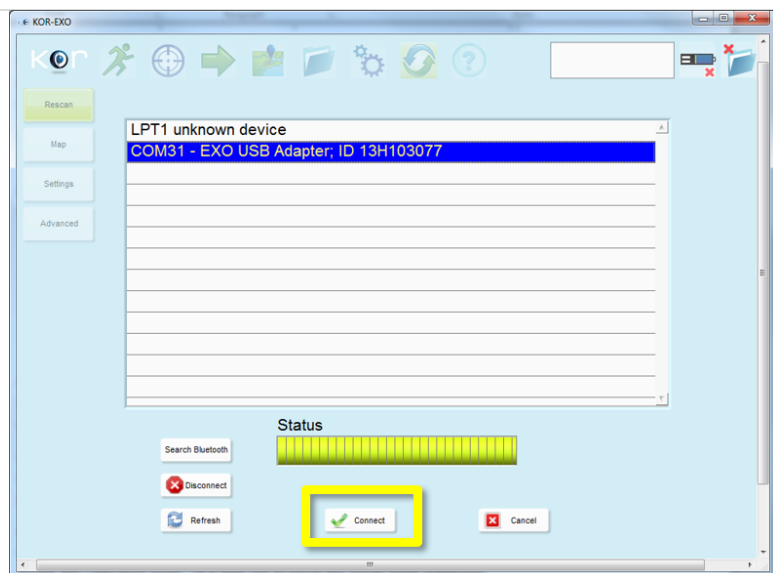 KOR-EXO
Kor
?
Rescan
Map
Settings
Advanced
LPT1 unknown device
COM31 - EXO USB Adapter; ID 13H103077
Status
Search Bluetooth
Disconnect
Refresh
Connect
Cancel